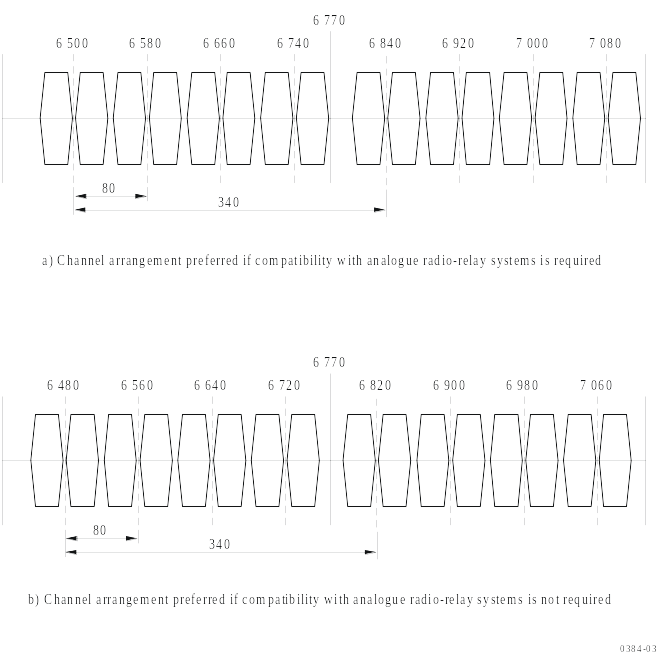 6 770
6 500 6 580 6 660 6 740 6 840 6 920 7 000 7 080
80
340
a) Channel arrangement preferred if compatibility with analogue radio-relay systems is required
6 770
6 480 6 560 6 640 6 720 6 820 6 900 6 980 7 060
80
340
b) Channel arrangement preferred if compatibility with analogue radio-relay systems is not required
0384-03